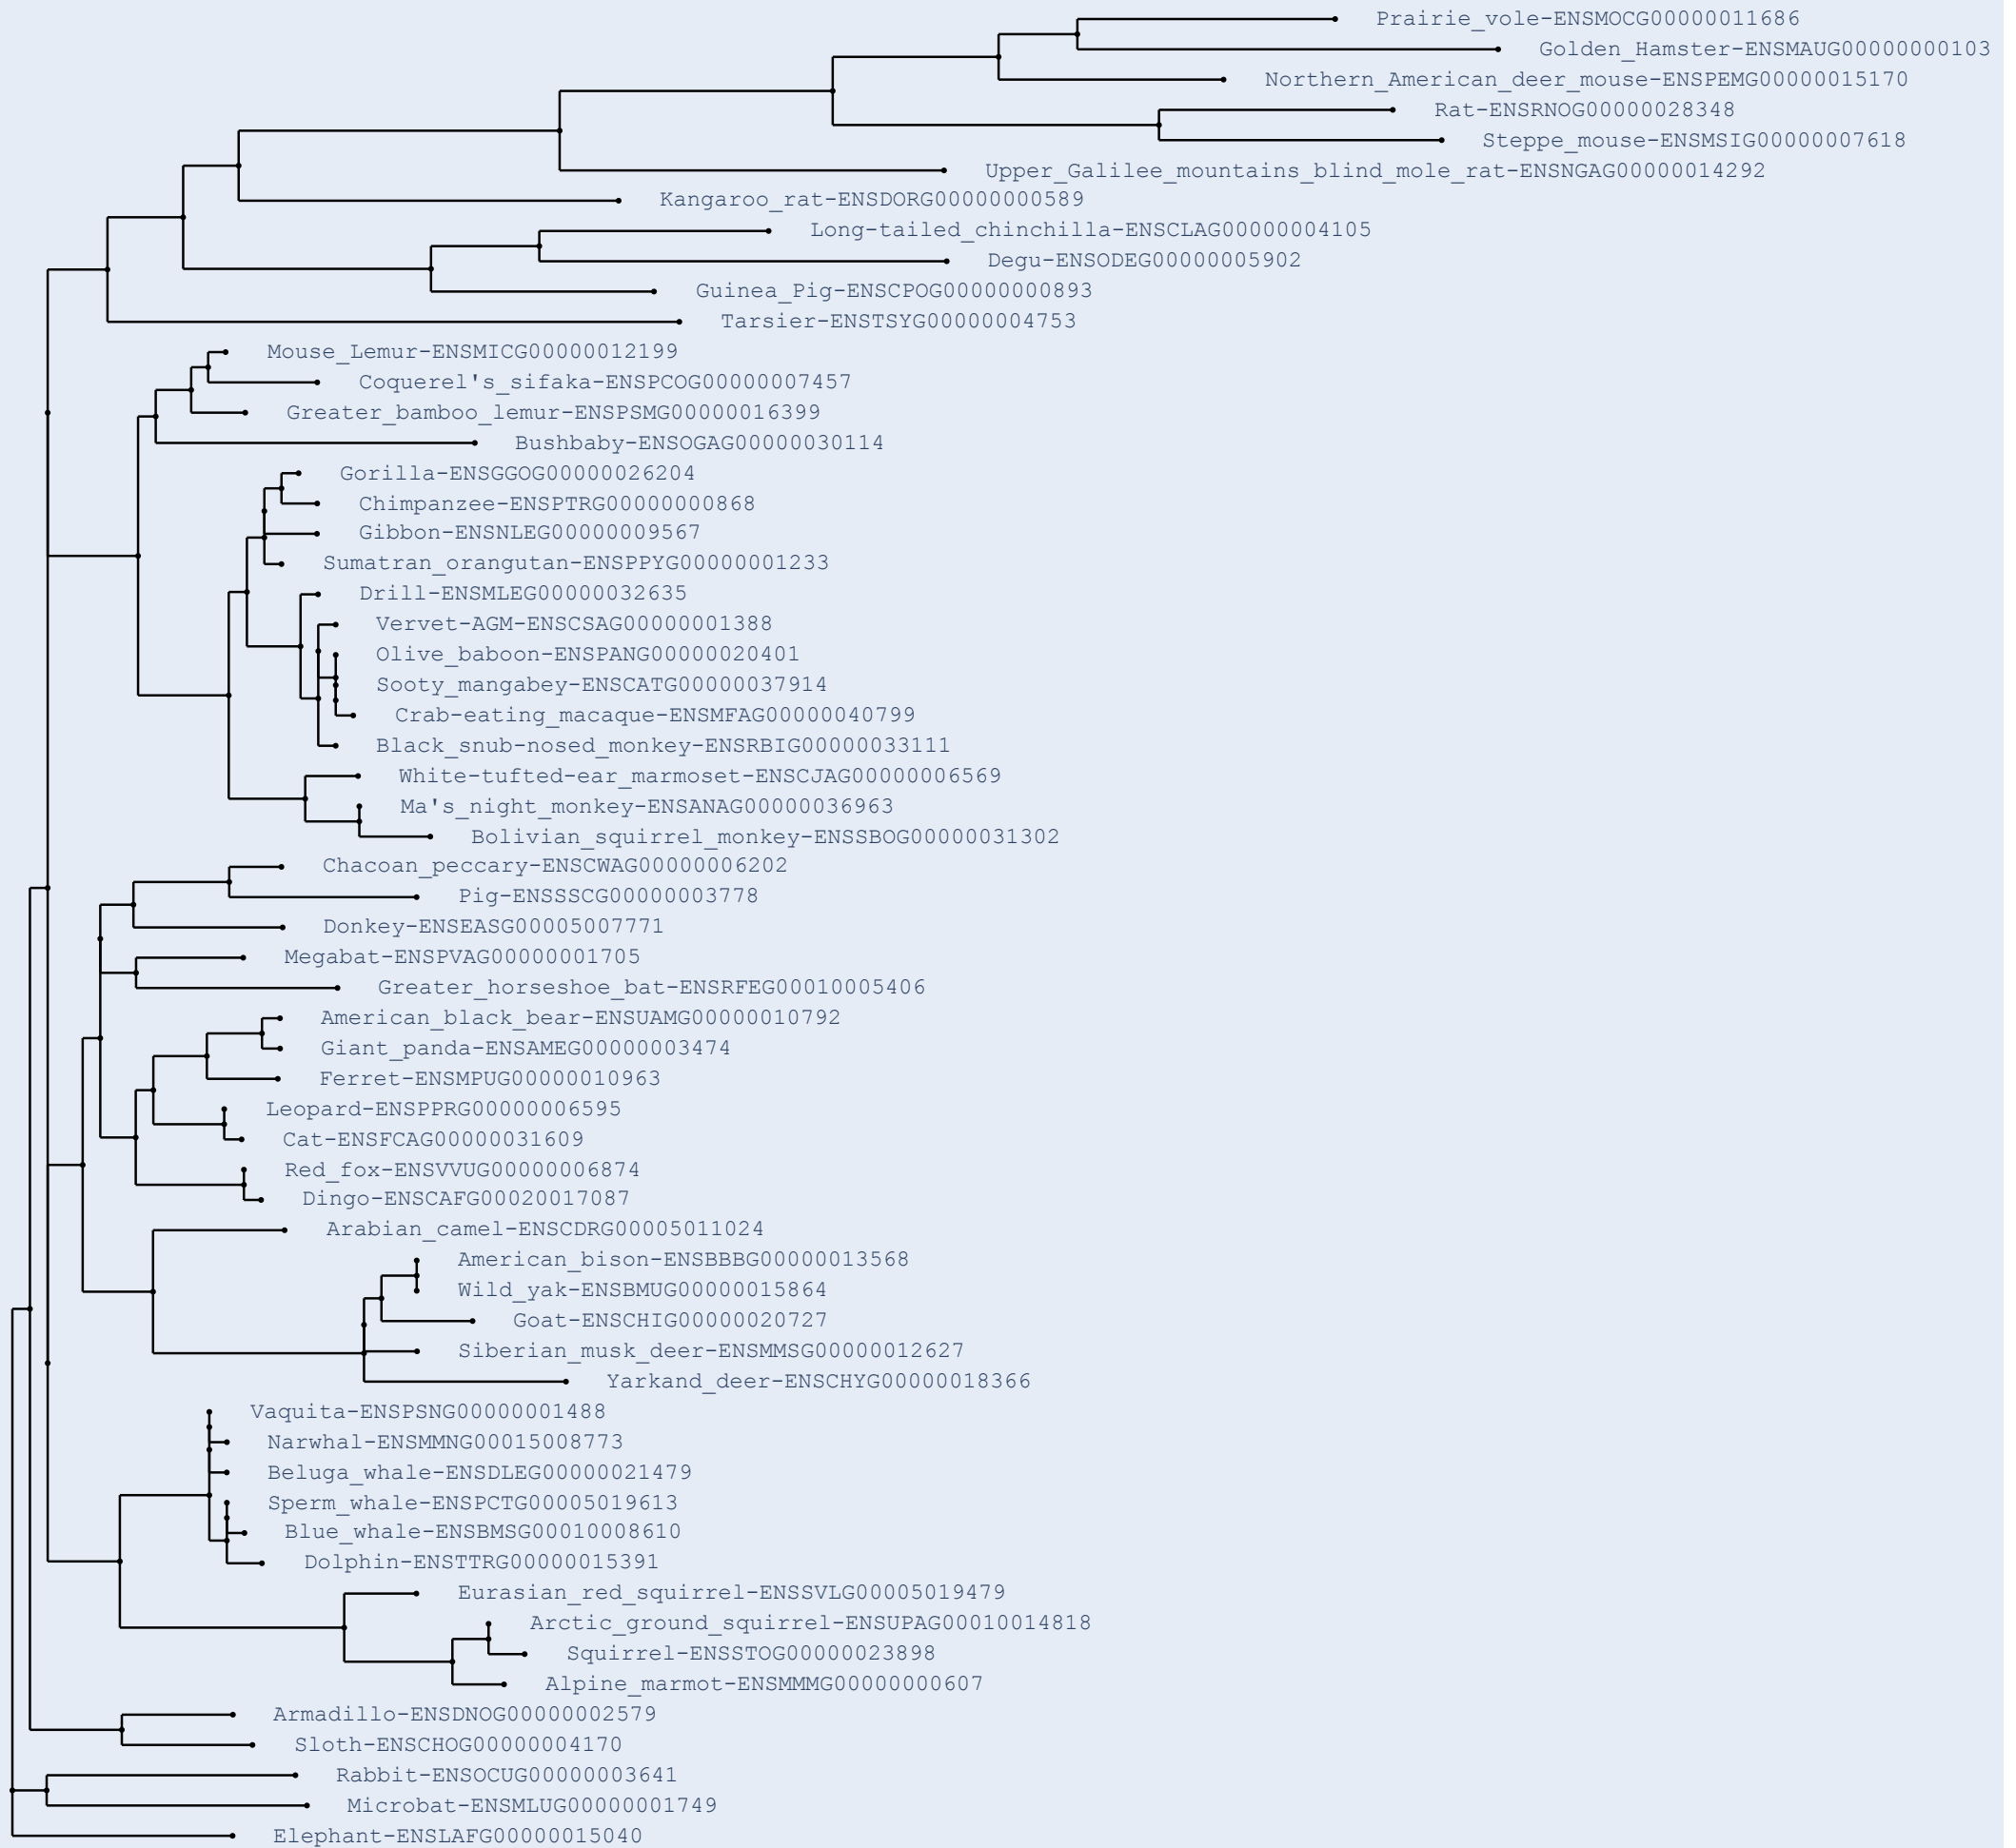 Prairie_vole-ENSMOCG00000011686
Golden_Hamster-ENSMAUG00000000103
Northern_American_deer_mouse-ENSPEMG00000015170
Rat-ENSRNOG00000028348
Steppe_mouse-ENSMSIG00000007618
Upper_Galilee_mountains_blind_mole_rat-ENSNGAG00000014292
Kangaroo_rat-ENSDORG00000000589
Long-tailed_chinchilla-ENSCLAG00000004105
Degu-ENSODEG00000005902
Guinea_Pig-ENSCPOG00000000893
Tarsier-ENSTSYG00000004753
Mouse_Lemur-ENSMICG00000012199
Coquerel's_sifaka-ENSPCOG00000007457
Greater_bamboo_lemur-ENSPSMG00000016399
Bushbaby-ENSOGAG00000030114
Gorilla-ENSGGOG00000026204
Chimpanzee-ENSPTRG00000000868
Gibbon-ENSNLEG00000009567
Sumatran_orangutan-ENSPPYG00000001233
Drill-ENSMLEG00000032635
Vervet-AGM-ENSCSAG00000001388
Olive_baboon-ENSPANG00000020401
Sooty_mangabey-ENSCATG00000037914
Crab-eating_macaque-ENSMFAG00000040799
Black_snub-nosed_monkey-ENSRBIG00000033111
White-tufted-ear_marmoset-ENSCJAG00000006569
Ma's_night_monkey-ENSANAG00000036963
Bolivian_squirrel_monkey-ENSSBOG00000031302
Chacoan_peccary-ENSCWAG00000006202
Pig-ENSSSCG00000003778
Donkey-ENSEASG00005007771
Megabat-ENSPVAG00000001705
Greater_horseshoe_bat-ENSRFEG00010005406
American_black_bear-ENSUAMG00000010792
Giant_panda-ENSAMEG00000003474
Ferret-ENSMPUG00000010963
Leopard-ENSPPRG00000006595
Cat-ENSFCAG00000031609
Red_fox-ENSVVUG00000006874
Dingo-ENSCAFG00020017087
Arabian_camel-ENSCDRG00005011024
American_bison-ENSBBBG00000013568
Wild_yak-ENSBMUG00000015864
Goat-ENSCHIG00000020727
Siberian_musk_deer-ENSMMSG00000012627
Yarkand_deer-ENSCHYG00000018366
Vaquita-ENSPSNG00000001488
Narwhal-ENSMMNG00015008773
Beluga_whale-ENSDLEG00000021479
Sperm_whale-ENSPCTG00005019613
Blue_whale-ENSBMSG00010008610
Dolphin-ENSTTRG00000015391
Eurasian_red_squirrel-ENSSVLG00005019479
Arctic_ground_squirrel-ENSUPAG00010014818
Squirrel-ENSSTOG00000023898
Alpine_marmot-ENSMMMG00000000607
Armadillo-ENSDNOG00000002579
Sloth-ENSCHOG00000004170
Rabbit-ENSOCUG00000003641
Microbat-ENSMLUG00000001749
Elephant-ENSLAFG00000015040